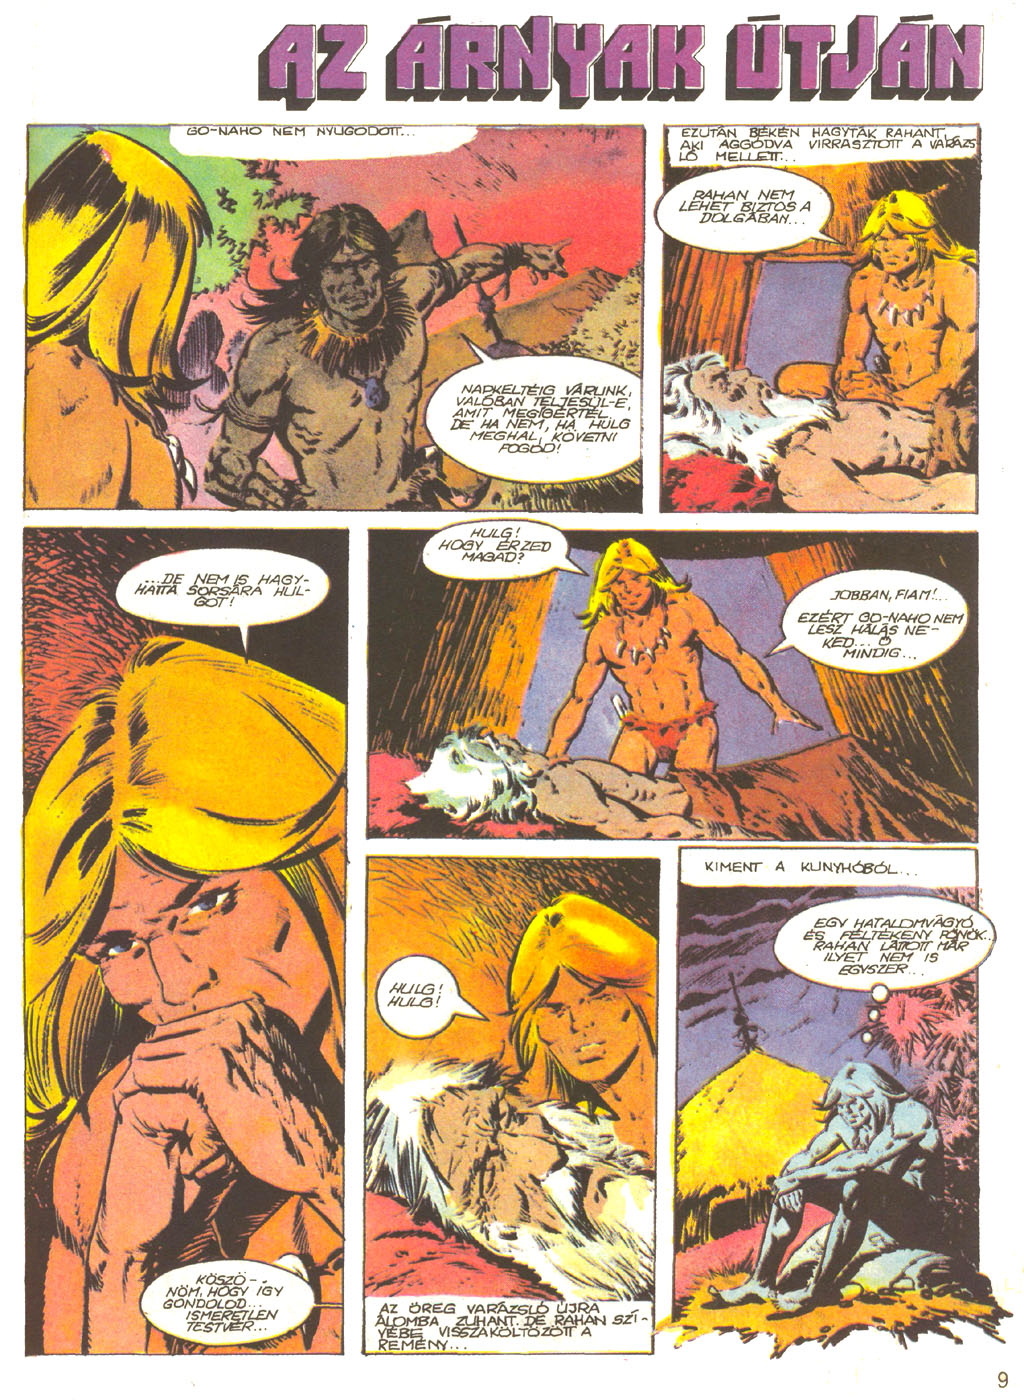 AZ ÁRNYAK ÚTJÁN
GO-NAHO NEM NYUGODOTT...
NAPKELTÉIG VÁRUNK,
VALÓBAN TELJESÜL-E,
AMIT MEGÍGÉRTÉL.
DE HA NEM, HA HULG
MEGHAL, KÖVETNI
FOGOD!
EZUTÁN BÉKÉN HAGYTÁK RAHANT,
AKI AGGÓDVA VIRRASZTOTT A VARÁZS
LÓ MELLETT...
RAHAN NEM
LEHET BIZTOS A
DOLGÁBAN...
...DE NEM IS HAGY-
HATTA SORSÁRA HUL-
GOT!
KÖSZÖ-
NÖM, HOGY ÍGY
GONDOLOD...
ISMERETLEN
TESTVÉR...
HULG!
HOGY ÉRZED
MAGAD?
JOBBAN, FIAM!...
EZÉRT GO-NAHO NEM
LESZ HÁLÁS NE-
KED... Ő
MINDIG...
HULG!
HULG!
AZ ÖREG VARÁZSLÓ ÚJRA
ÁLOMBA ZUHANT. DE RAHAN SZÍ-
VÉBE VISSZAKÖLTÖZÖTT A
REMÉNY...
KIMENT A KUNYHÓBÓL...
EGY HATALOMVÁGYÓ
ÉS FÉLTÉKENY FŐNÖK...
RAHAN LÁTOTT MÁR
ILYET NEM IS
EGYSZER...
9